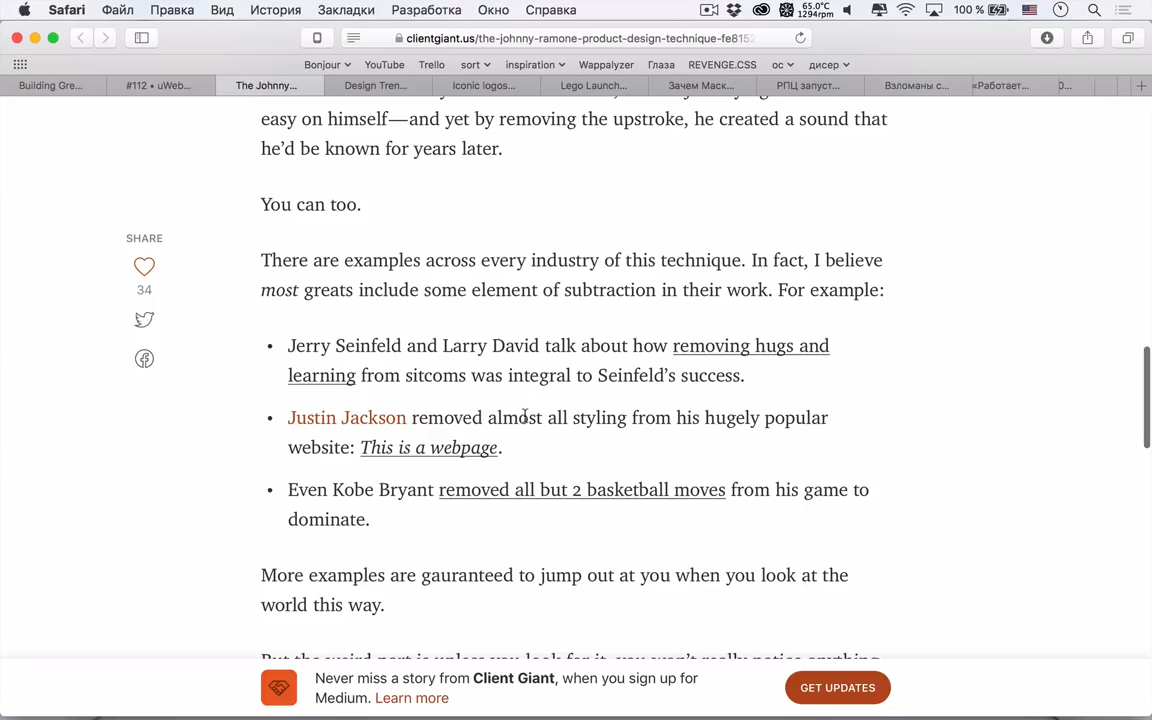 Safari Файл Правка Вид История Закладки Разработка Окно Справка 65.0°C 1294rpm 100 %
clientgiant.us/the-johnny-ramone-product-design-technique-fe8152
Bonjour YouTube Trello sort inspiration Wappalyzer Глаза REVENGE.CSS ос дисер
Building Gre... #112 • uWeb... The Johnny... Design Tren... Iconic logos... Lego Launch... Зачем Маск... РПЦ запуст... Взломаны с... «Работает...
easy on himself—and yet by removing the upstroke, he created a sound that
he'd be known for years later.
You can too.
SHARE
34
There are examples across every industry of this technique. In fact, I believe
most greats include some element of subtraction in their work. For example:
• Jerry Seinfeld and Larry David talk about how removing hugs and
learning from sitcoms was integral to Seinfeld's success.
• Justin Jackson removed almost all styling from his hugely popular
website: This is a webpage.
• Even Kobe Bryant removed all but 2 basketball moves from his game to
dominate.
More examples are gauranteed to jump out at you when you look at the
world this way.
Never miss a story from Client Giant, when you sign up for
Medium. Learn more
GET UPDATES